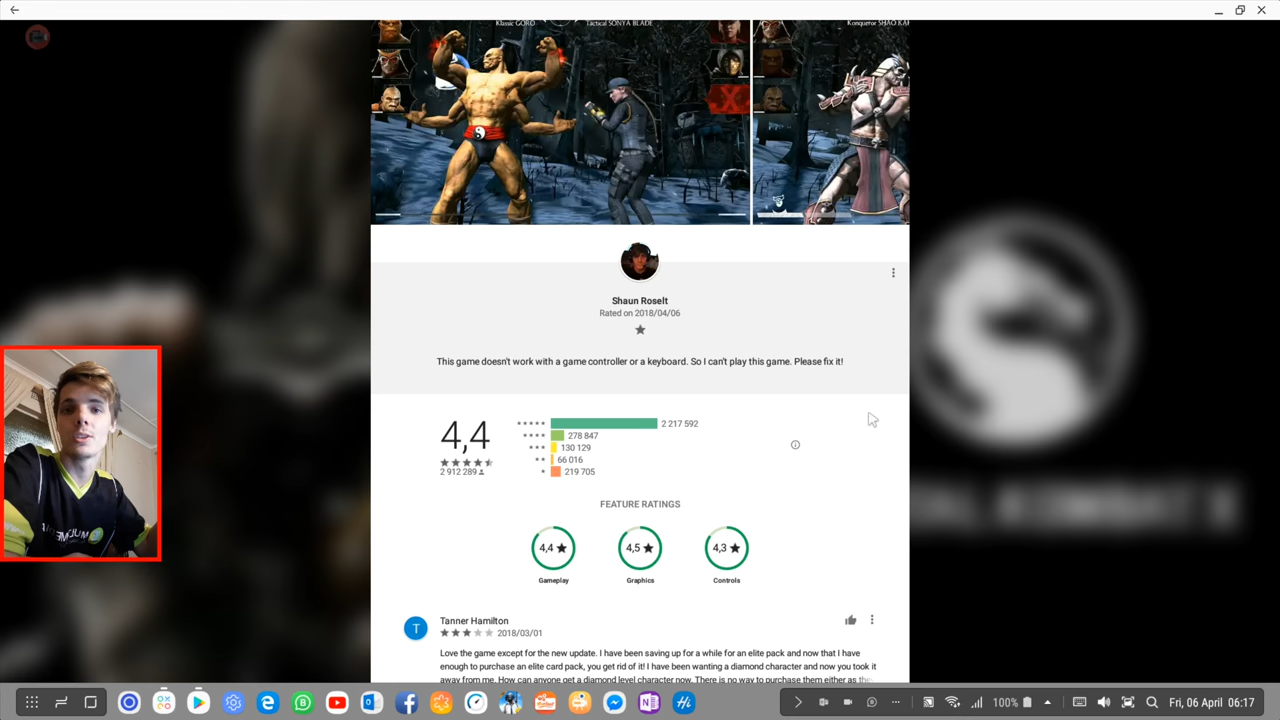 Klassic GORO
Tactical SONYA BLADE
Konqueror SHAO KA
Shaun Roselt
Rated on 2018/04/06
This game doesn't work with a game controller or a keyboard. So I can't play this game. Please fix it!
4,4
2 912 289
2 217 592
278 847
130 129
66 016
219 705
FEATURE RATINGS
4,4
4,5
4,3
Gameplay
Graphics
Controls
T
Tanner Hamilton
2018/03/01
Love the game except for the new update. I have been saving up for a while for an elite pack and now that I have
enough to purchase an elite card pack, you get rid of it! I have been wanting a diamond character and now you took it
away from me. How can anyone get a diamond level character now. There is no way to purchase them either as the
100%
Fri, 06 April
06:17